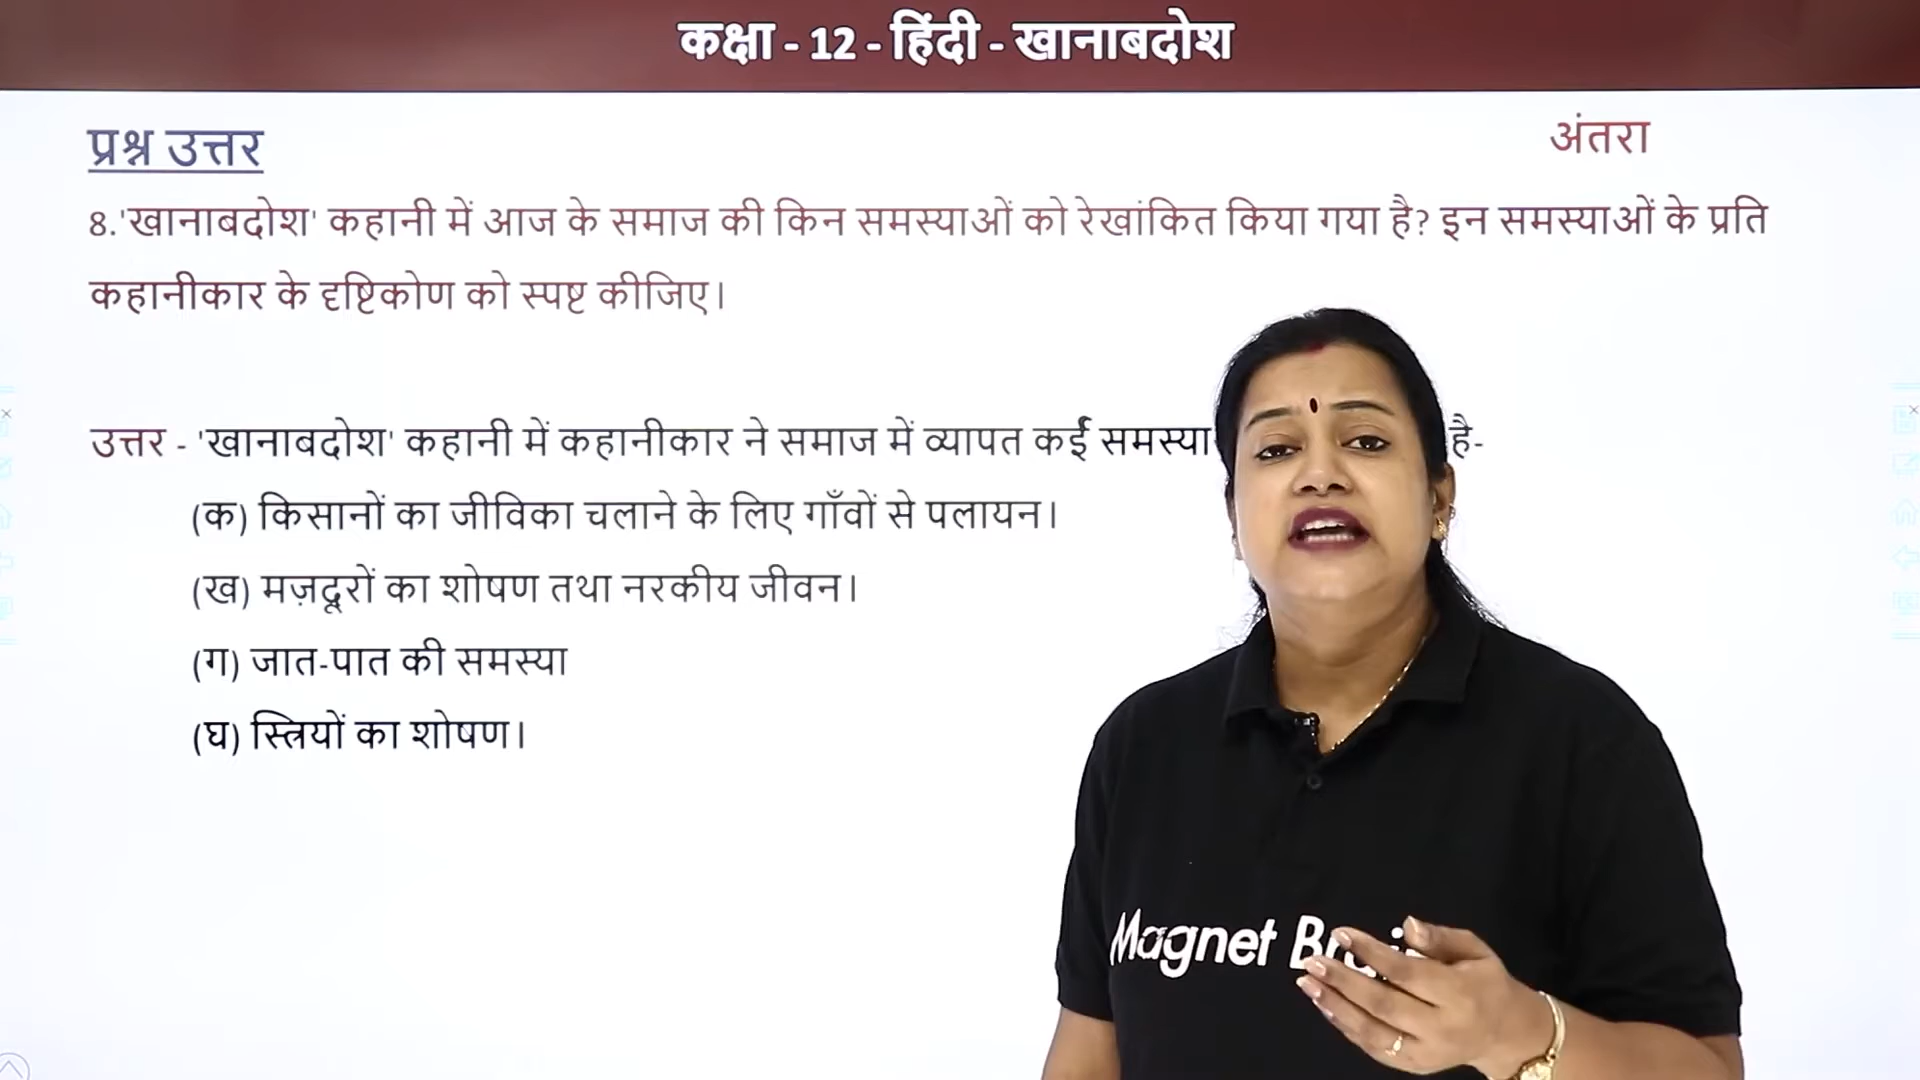 कक्षा - 12 - हिंदी - खानाबदोश
प्रश्न उत्तर
अंतरा
8.'खानाबदोश' कहानी में आज के समाज की किन समस्याओं को रेखांकित किया गया है? इन समस्याओं के प्रति
कहानीकार के दृष्टिकोण को स्पष्ट कीजिए।
उत्तर - 'खानाबदोश' कहानी में कहानीकार ने समाज में व्यापत कईं समस्या है-
(क) किसानों का जीविका चलाने के लिए गाँवों से पलायन।
(ख) मज़दूरों का शोषण तथा नरकीय जीवन।
(ग) जात-पात की समस्या
(घ) स्त्रियों का शोषण।
Magnet